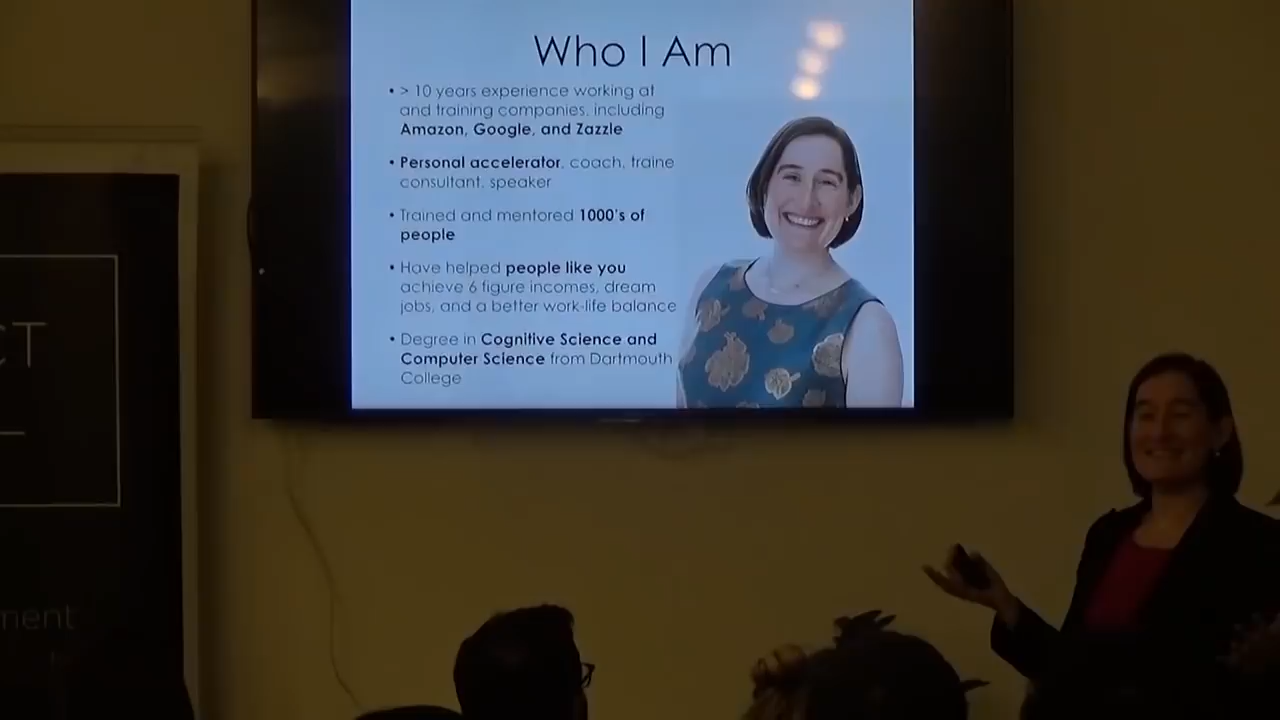 Who I Am
• > 10 years experience working at
and training companies, including
Amazon, Google, and Zazzle
• Personal accelerator, coach, traine
consultant, speaker
• Trained and mentored 1000's of
people
• Have helped people like you
achieve 6 figure incomes, dream
jobs, and a better work-life balance
• Degree in Cognitive Science and
Computer Science from Dartmouth
College
CT
ment